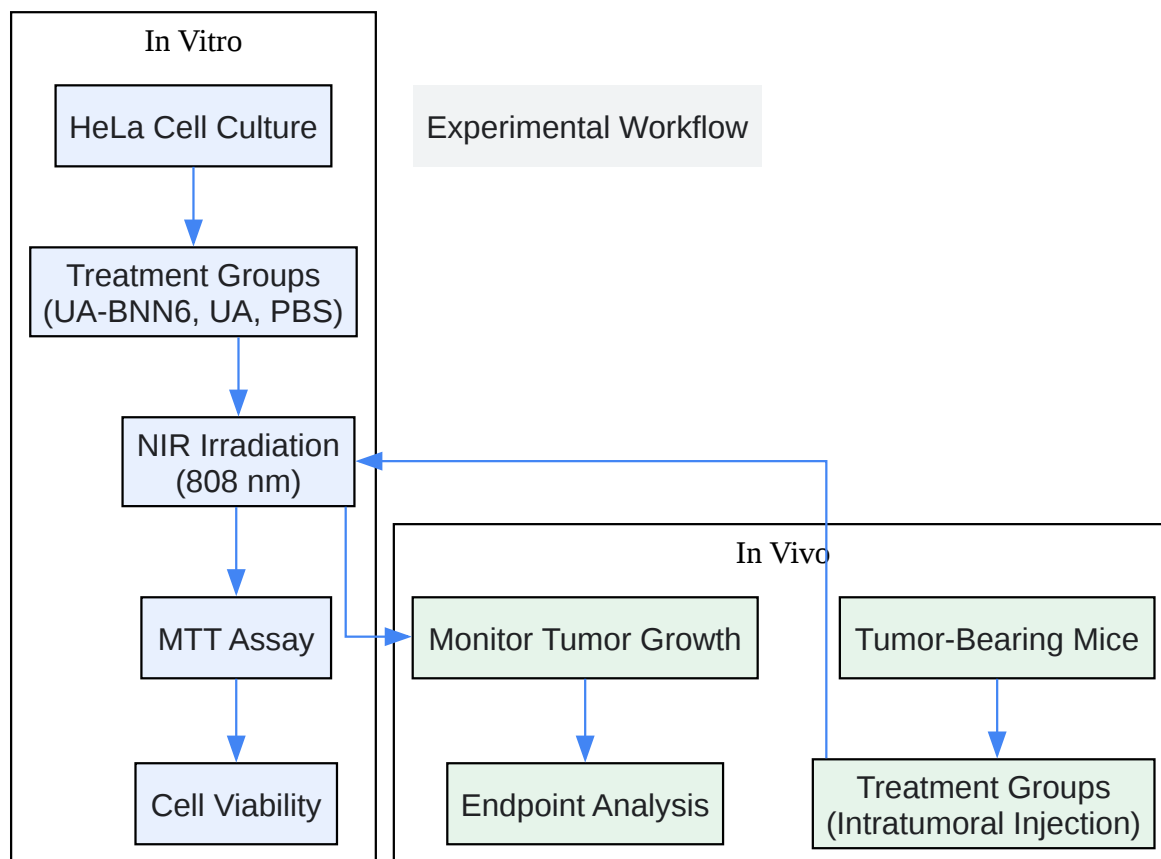 In Vitro
HeLa Cell Culture
Experimental Workflow
Treatment Groups
(UA-BNN6, UA, PBS)
NIR Irradiation
(808 nm)
In Vivo
MTT Assay
Monitor Tumor Growth
Tumor-Bearing Mice
Cell Viability
Endpoint Analysis
Treatment Groups
(Intratumoral Injection)